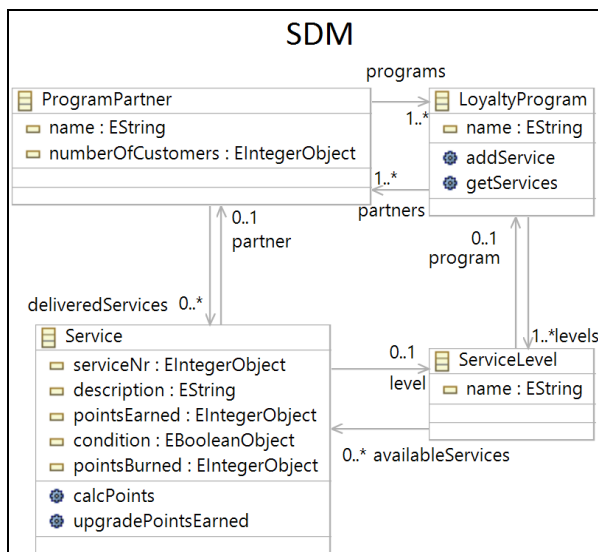 SDM
programs
ProgramPartner
name : EString
numberOfCustomers : EIntegerObject
LoyaltyProgram
1..*
name : EString
addService
getServices
1..*
partners
0..1
partner
0..1
program
deliveredServices 0..*
1..*levels
Service
serviceNr : EIntegerObject
description : EString
pointsEarned : EIntegerObject
condition : EBooleanObject
pointsBurned : EIntegerObject
calcPoints
upgradePointsEarned
0..1
level
ServiceLevel
name : EString
0..* availableServices